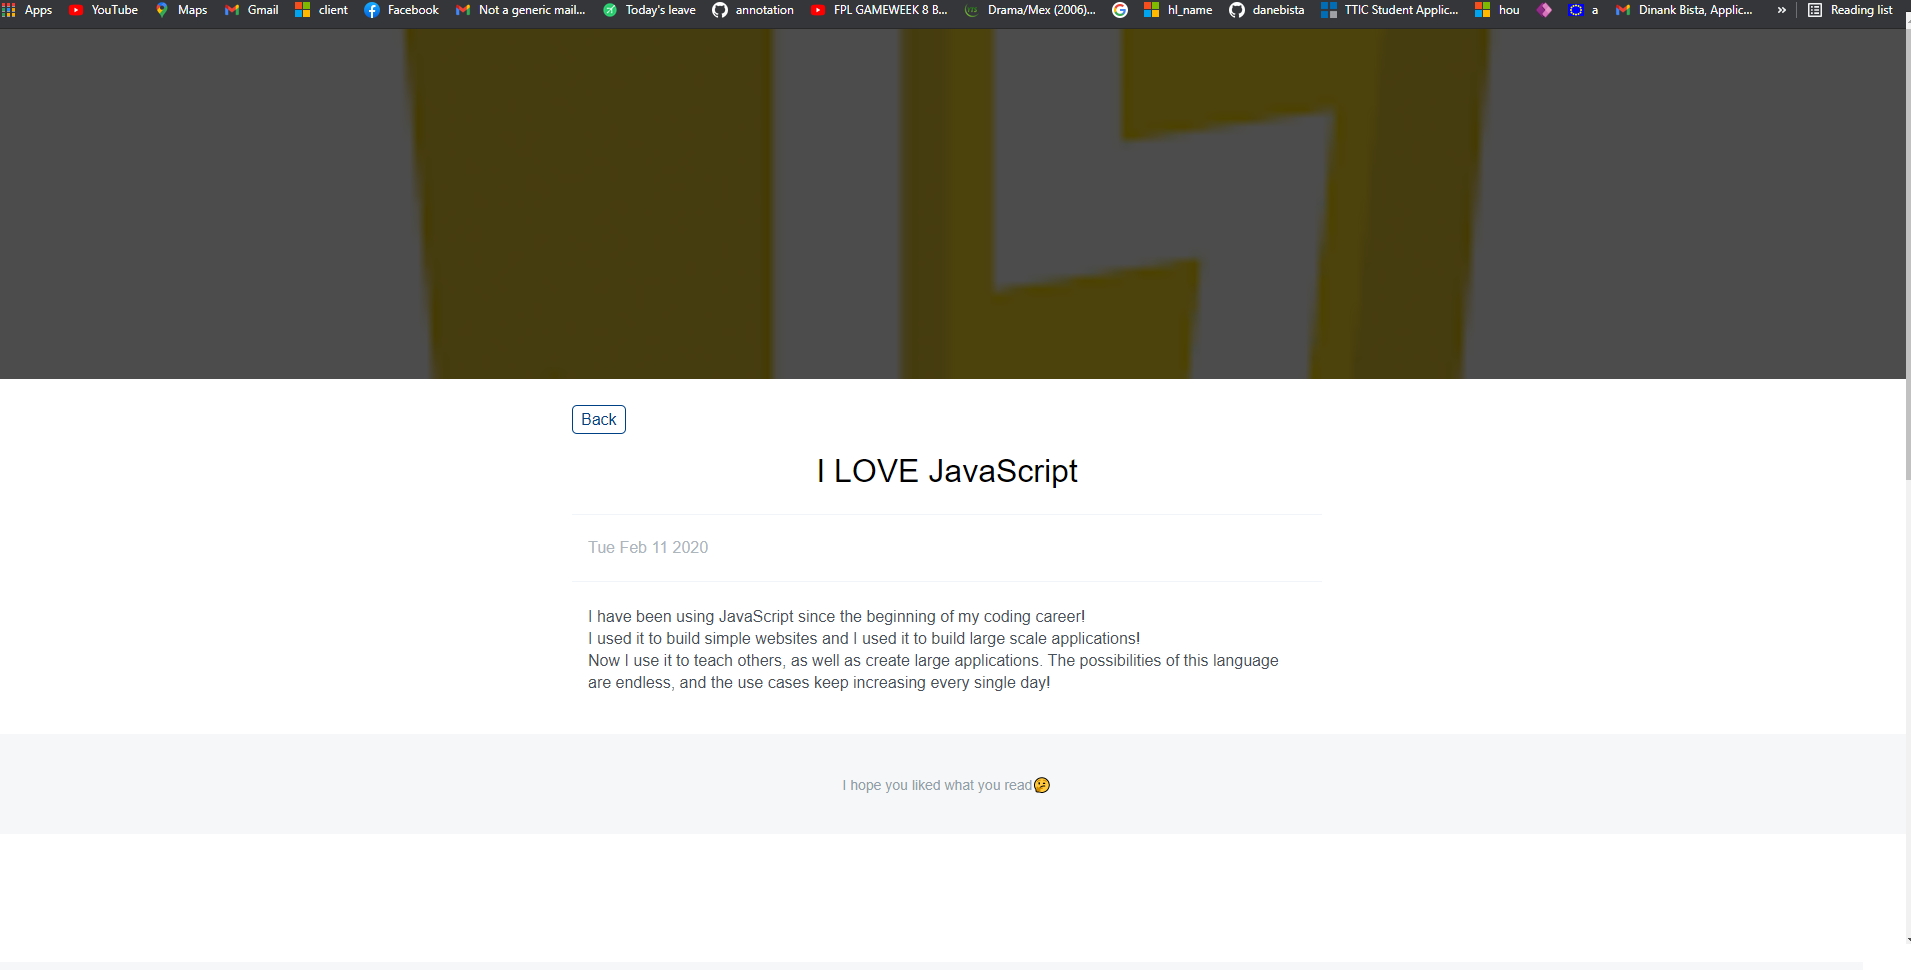 Apps YouTube Maps Gmail client Facebook Not a generic mail... Today's leave annotation FPL GAMEWEEK 8 B... Drama/Mex (2006)... hl_name danebista TTIC Student Applic... hou a Dinank Bista, Applic... » Reading list
Back
I LOVE JavaScript
Tue Feb 11 2020
I have been using JavaScript since the beginning of my coding career!
I used it to build simple websites and I used it to build large scale applications!
Now I use it to teach others, as well as create large applications. The possibilities of this language
are endless, and the use cases keep increasing every single day!
I hope you liked what you read🤔